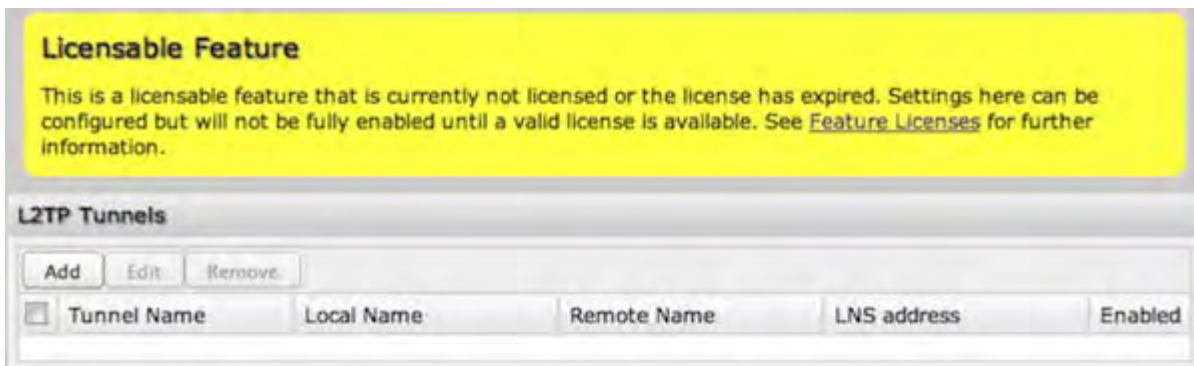 Licensable Feature
This is a licensable feature that is currently not licensed or the license has expired. Settings here can be
configured but will not be fully enabled until a valid license is available. See Feature Licenses for further
information.
L2TP Tunnels
Add Edit Remove
Tunnel Name Local Name Remote Name LNS address Enabled